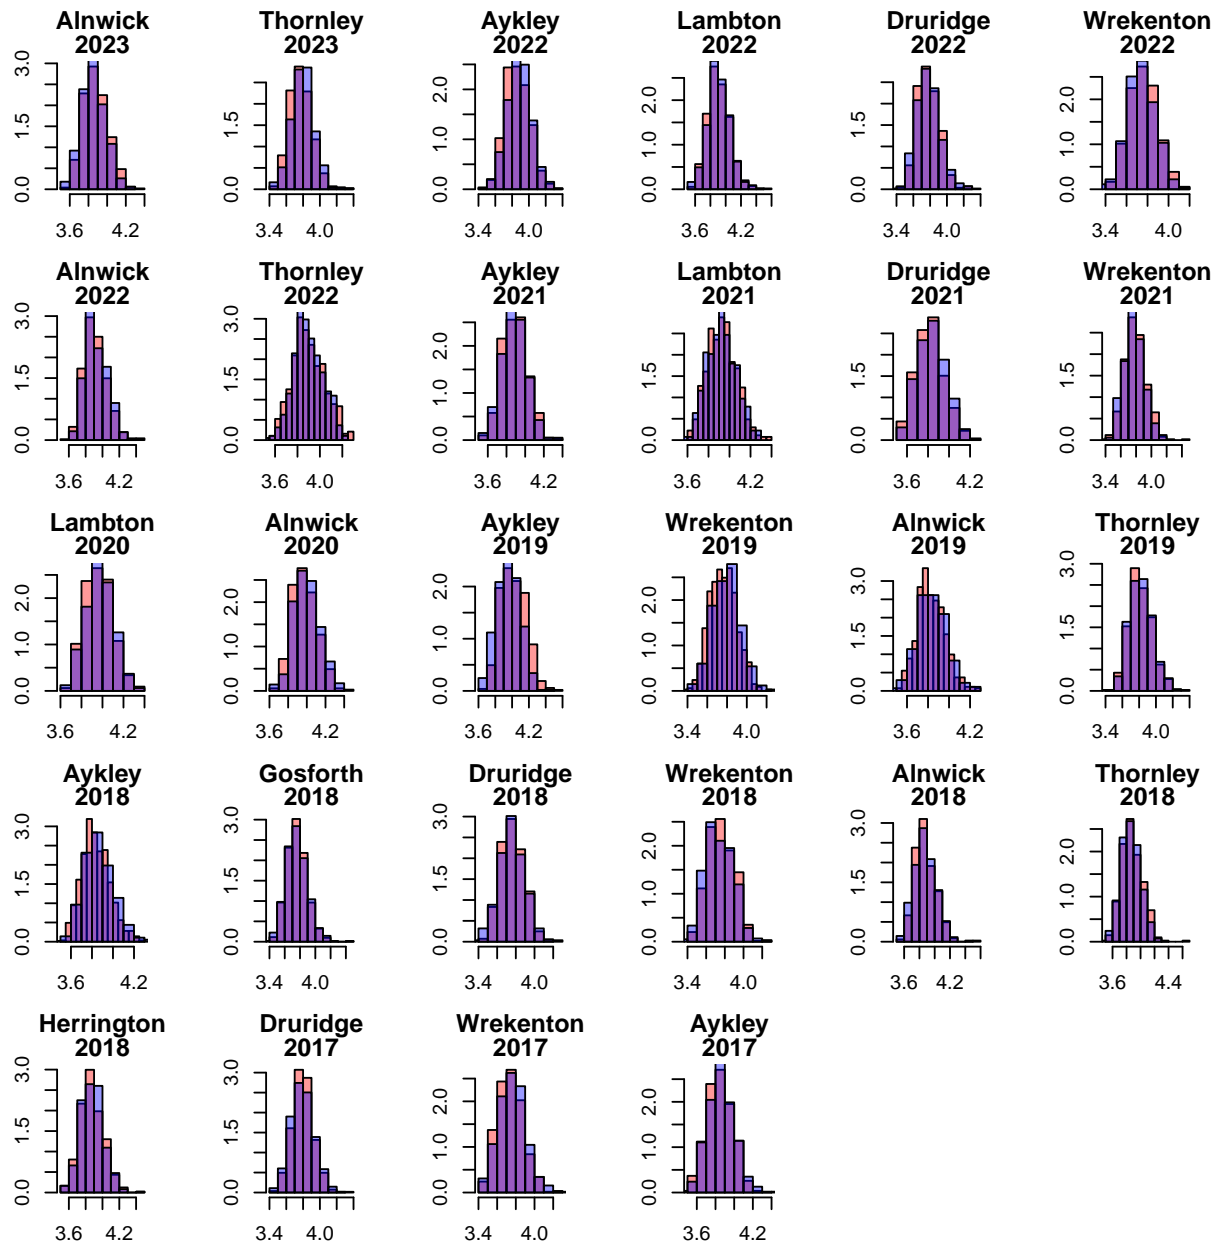 Alnwick Thornley Aykley Lambton Druridge Wrekenton
2023 2023 2022 2022 2022 2022
0.0 1.5 3.0 0.0 1.5 0.0 1.0 2.0 0.0 1.0 2.0 0.0 1.5 0.0 1.0 2.0
3.6 4.2 3.4 4.0 3.4 4.0 3.6 4.2 3.4 4.0 3.4 4.0
Alnwick Thornley Aykley Lambton Druridge Wrekenton
2022 2022 2021 2021 2021 2021
0.0 1.5 3.0 0.0 1.5 3.0 0.0 1.0 2.0 0.0 1.5 0.0 1.5 0.0 1.5 3.0
3.6 4.2 3.4 4.0 3.4 4.0 3.6 4.2 3.6 4.2 3.4 4.0
Lambton Alnwick Aykley Wrekenton Alnwick Thornley
2020 2020 2019 2019 2019 2019
0.0 1.0 2.0 0.0 1.0 2.0 0.0 1.0 2.0 0.0 1.0 2.0 0.0 1.5 3.0 0.0 1.5 3.0
3.6 4.2 3.6 4.2 3.6 4.2 3.4 4.0 3.6 4.2 3.4 4.0
Aykley Gosforth Druridge Wrekenton Alnwick Thornley
2018 2018 2018 2018 2018 2018
0.0 1.5 3.0 0.0 1.5 3.0 0.0 1.5 3.0 0.0 1.0 2.0 0.0 1.5 3.0 0.0 1.0 2.0
3.6 4.2 3.4 4.0 3.4 4.0 3.4 4.0 3.6 4.2 3.6 4.4
Herrington Druridge Wrekenton Aykley
2018 2017 2017 2017
0.0 1.5 3.0 0.0 1.5 3.0 0.0 1.0 2.0 0.0 1.0 2.0
3.6 4.2 3.4 4.0 3.4 4.0 3.6 4.2